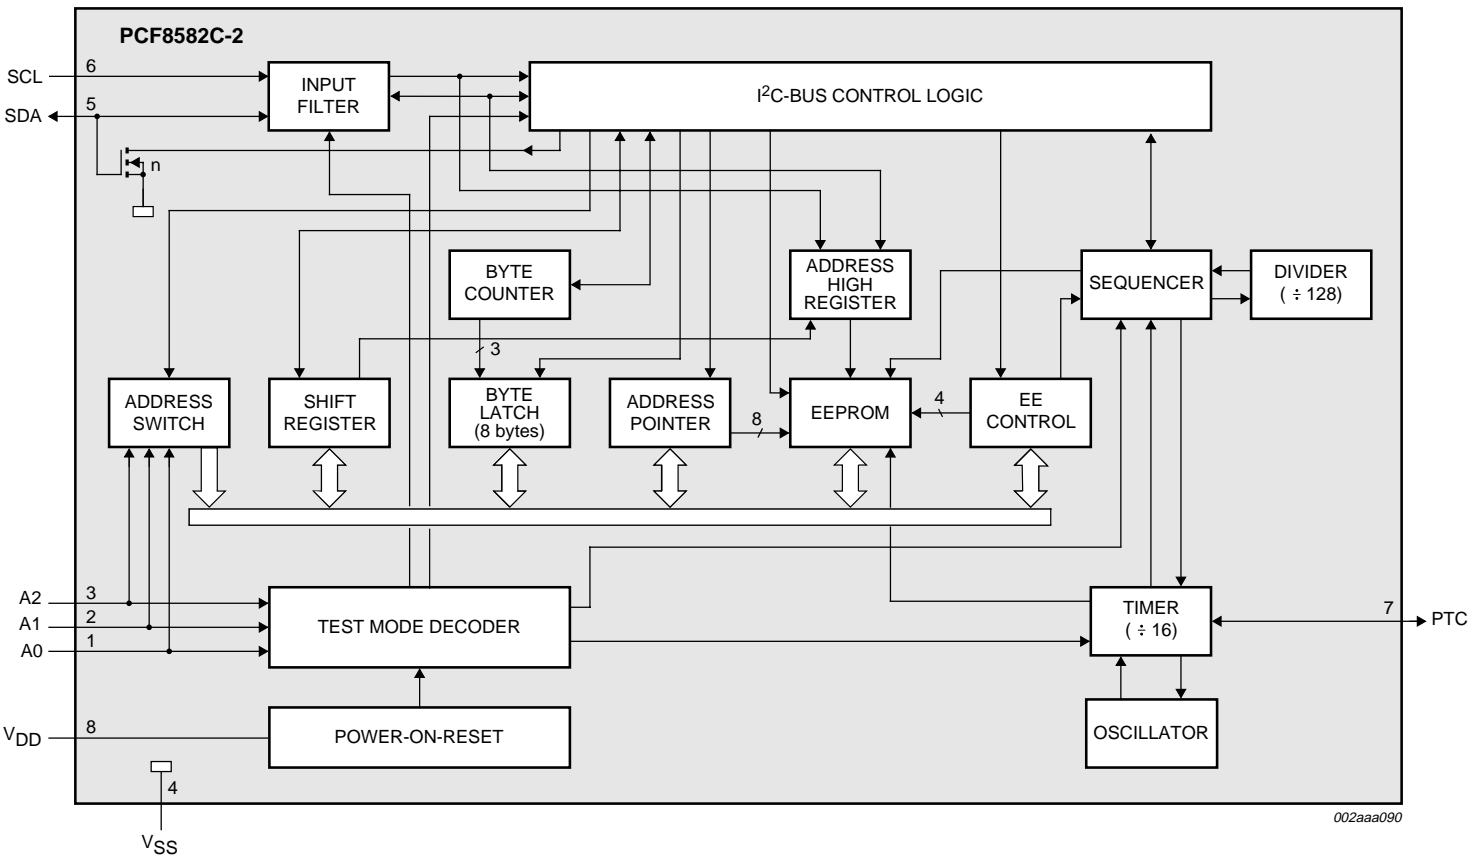 PCF8582C-2
SCL
6
SDA
5
INPUT
FILTER
I²C-BUS CONTROL LOGIC
n
BYTE
COUNTER
ADDRESS
HIGH
REGISTER
SEQUENCER
DIVIDER
( ÷ 128)
3
ADDRESS
SWITCH
SHIFT
REGISTER
BYTE
LATCH
(8 bytes)
ADDRESS
POINTER
8
EEPROM
4
EE
CONTROL
A2
3
A1
2
A0
1
TEST MODE DECODER
TIMER
( ÷ 16)
7
PTC
VDD
8
POWER-ON-RESET
OSCILLATOR
4
VSS
002aaa090